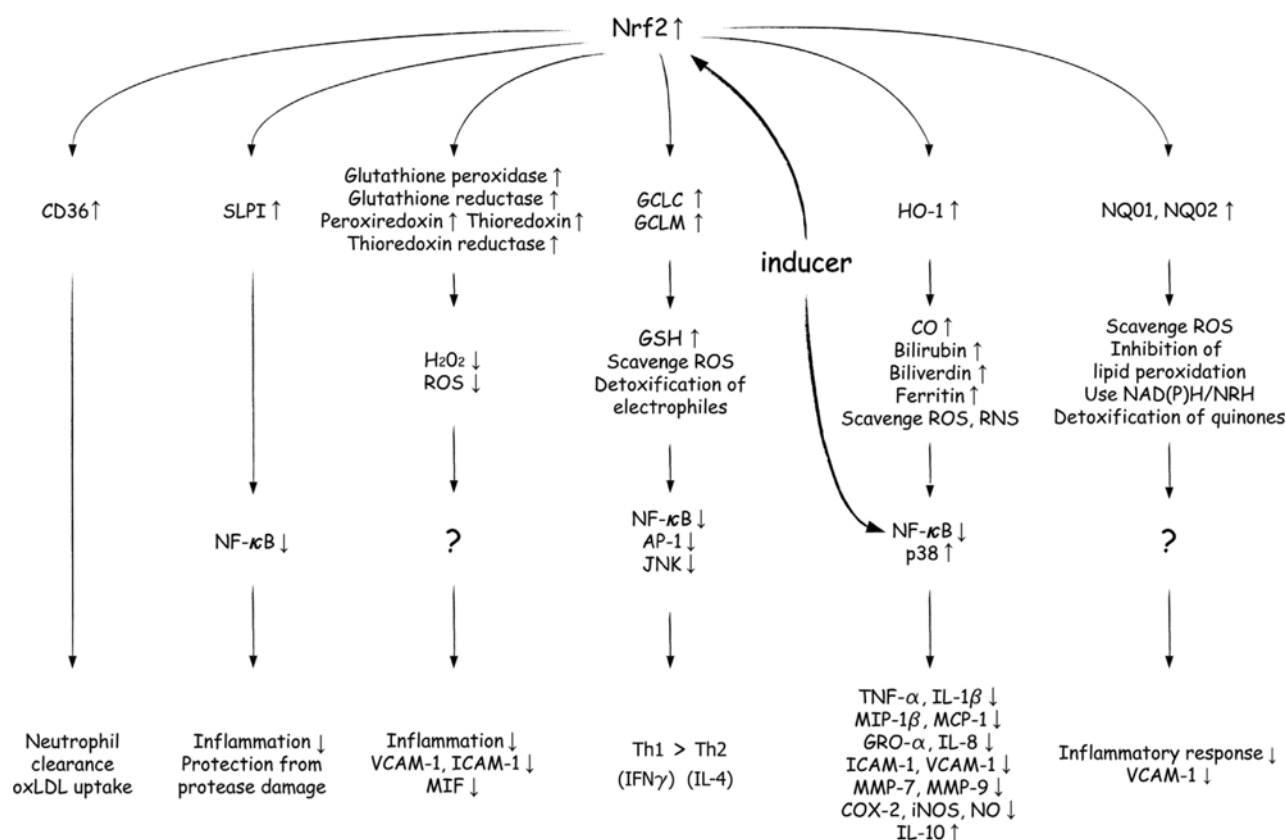 Nrf2 ↑
CD36 ↑
SLPI ↑
Glutathione peroxidase ↑
Glutathione reductase ↑
Peroxiredoxin ↑ Thioredoxin ↑
Thioredoxin reductase ↑
GCLC ↑
GCLM ↑
inducer
HO-1 ↑
NQ01, NQ02 ↑
H2O2 ↓
ROS ↓
GSH ↑
Scavenge ROS
Detoxification of
electrophiles
CO ↑
Bilirubin ↑
Biliverdin ↑
Ferritin ↑
Scavenge ROS, RNS
Scavenge ROS
Inhibition of
lipid peroxidation
Use NAD(P)H/NRH
Detoxification of quinones
NF-κB ↓
?
NF-κB ↓
AP-1 ↓
JNK ↓
NF-κB ↓
p38 ↑
?
Neutrophil
clearance
oxLDL uptake
Inflammation ↓
Protection from
protease damage
Inflammation ↓
VCAM-1, ICAM-1 ↓
MIF ↓
Th1 > Th2
(IFNγ) (IL-4)
TNF-α, IL-1β ↓
MIP-1β, MCP-1 ↓
GRO-α, IL-8 ↓
ICAM-1, VCAM-1 ↓
MMP-7, MMP-9 ↓
COX-2, iNOS, NO ↓
IL-10 ↑
Inflammatory response ↓
VCAM-1 ↓